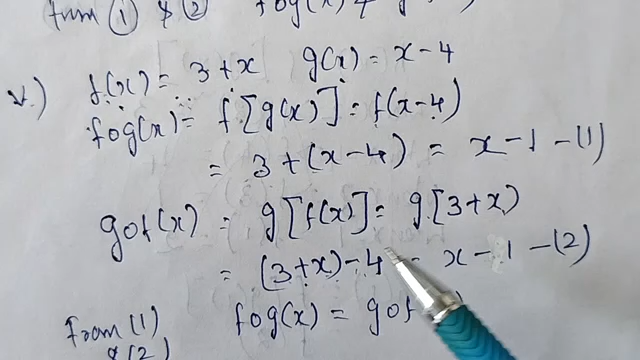 from (1) & (2) fog(x) ≠
v.) f(x) = 3+x g(x) = x-4
fog(x) = f[g(x)] = f(x-4)
= 3+(x-4) = x-1 -(1)
gof(x) = g[f(x)] = g[3+x)
= (3+x)-4 = x-1 -(2)
from (1) fog(x) = gof
& (2)